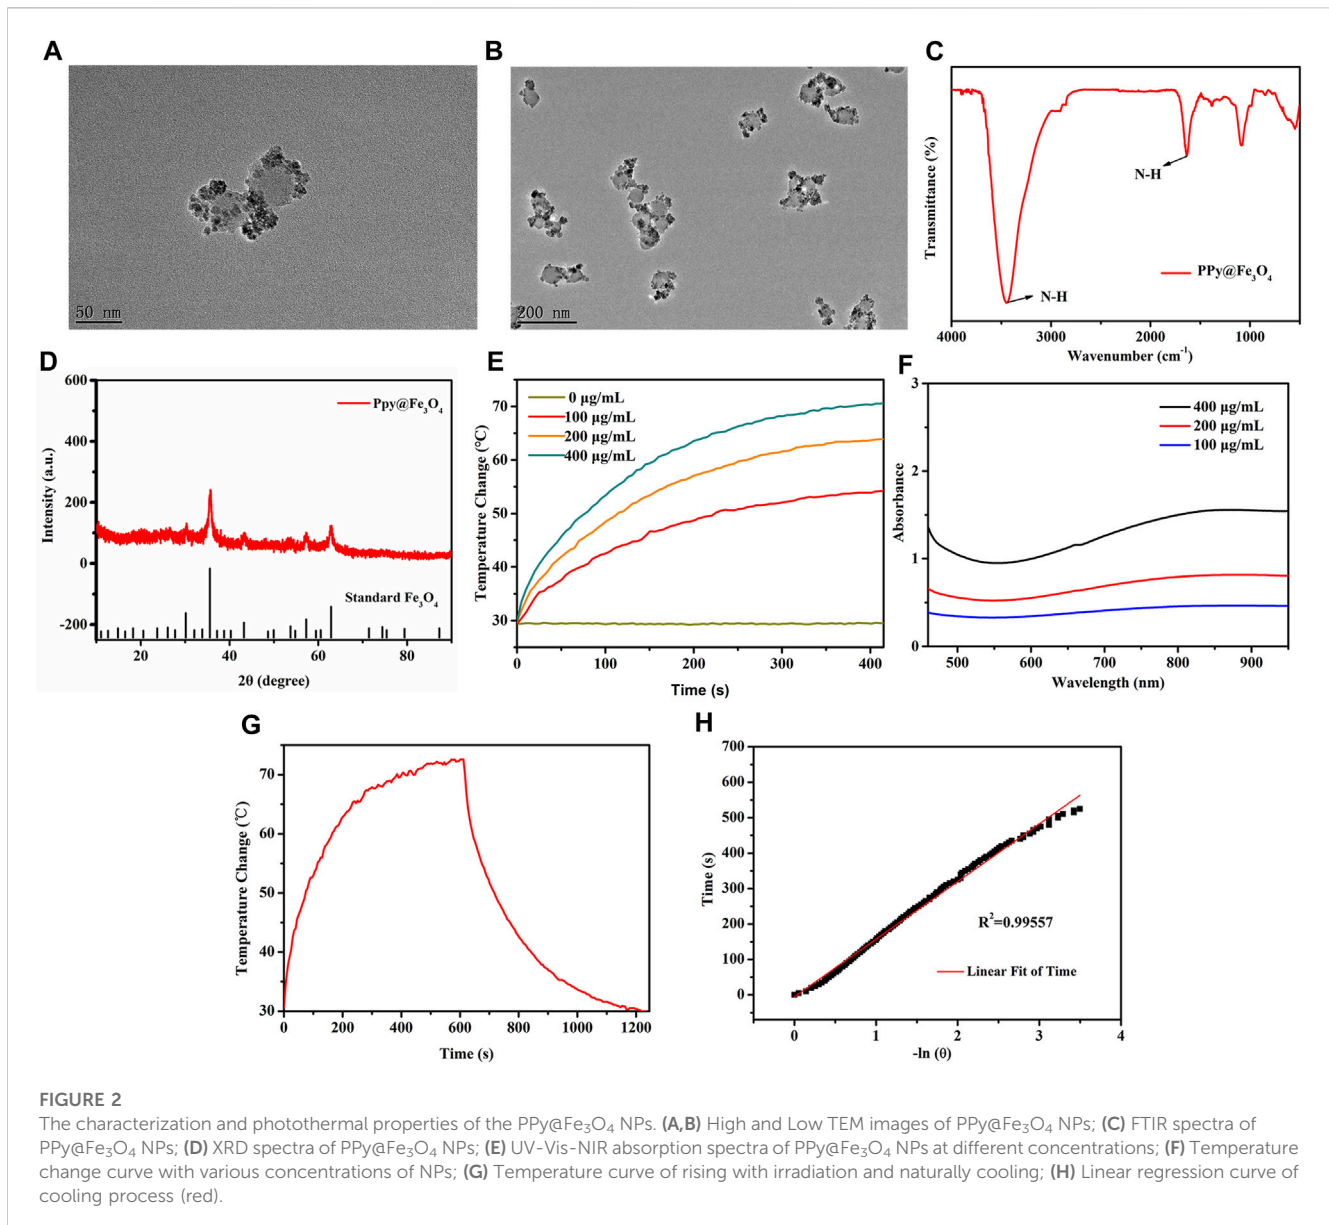 A
50 nm
B
200 nm
C
Transmittance (%)
N-H
N-H
PPy@Fe₃O₄
4000 3000 2000 1000
Wavenumber (cm⁻¹)
D
Intensity (a.u.)
600
400
200
0
-200
Ppy@Fe₃O₄
Standard Fe₃O₄
20 40 60 80
2θ (degree)
E
Temperature Change (°C)
70
60
50
40
30
0 μg/mL
100 μg/mL
200 μg/mL
400 μg/mL
0 100 200 300 400
Time (s)
F
Absorbance
3
2
1
0
400 μg/mL
200 μg/mL
100 μg/mL
500 600 700 800 900
Wavelength (nm)
G
Temperature Change (℃)
70
60
50
40
30
0 200 400 600 800 1000 1200
Time (s)
H
Time (s)
700
600
500
400
300
200
100
0
R²=0.99557
Linear Fit of Time
0 1 2 3 4
-ln (θ)
FIGURE 2
The characterization and photothermal properties of the PPy@Fe₃O₄ NPs. (A,B) High and Low TEM images of PPy@Fe₃O₄ NPs; (C) FTIR spectra of
PPy@Fe₃O₄ NPs; (D) XRD spectra of PPy@Fe₃O₄ NPs; (E) UV-Vis-NIR absorption spectra of PPy@Fe₃O₄ NPs at different concentrations; (F) Temperature
change curve with various concentrations of NPs; (G) Temperature curve of rising with irradiation and naturally cooling; (H) Linear regression curve of
cooling process (red).